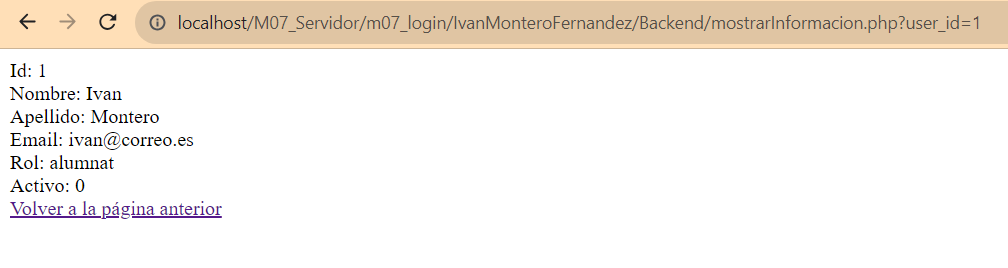 localhost/M07_Servidor/m07_login/IvanMonteroFernandez/Backend/mostrarInformacion.php?user_id=1
Id: 1
Nombre: Ivan
Apellido: Montero
Email: ivan@correo.es
Rol: alumnat
Activo: 0
Volver a la página anterior